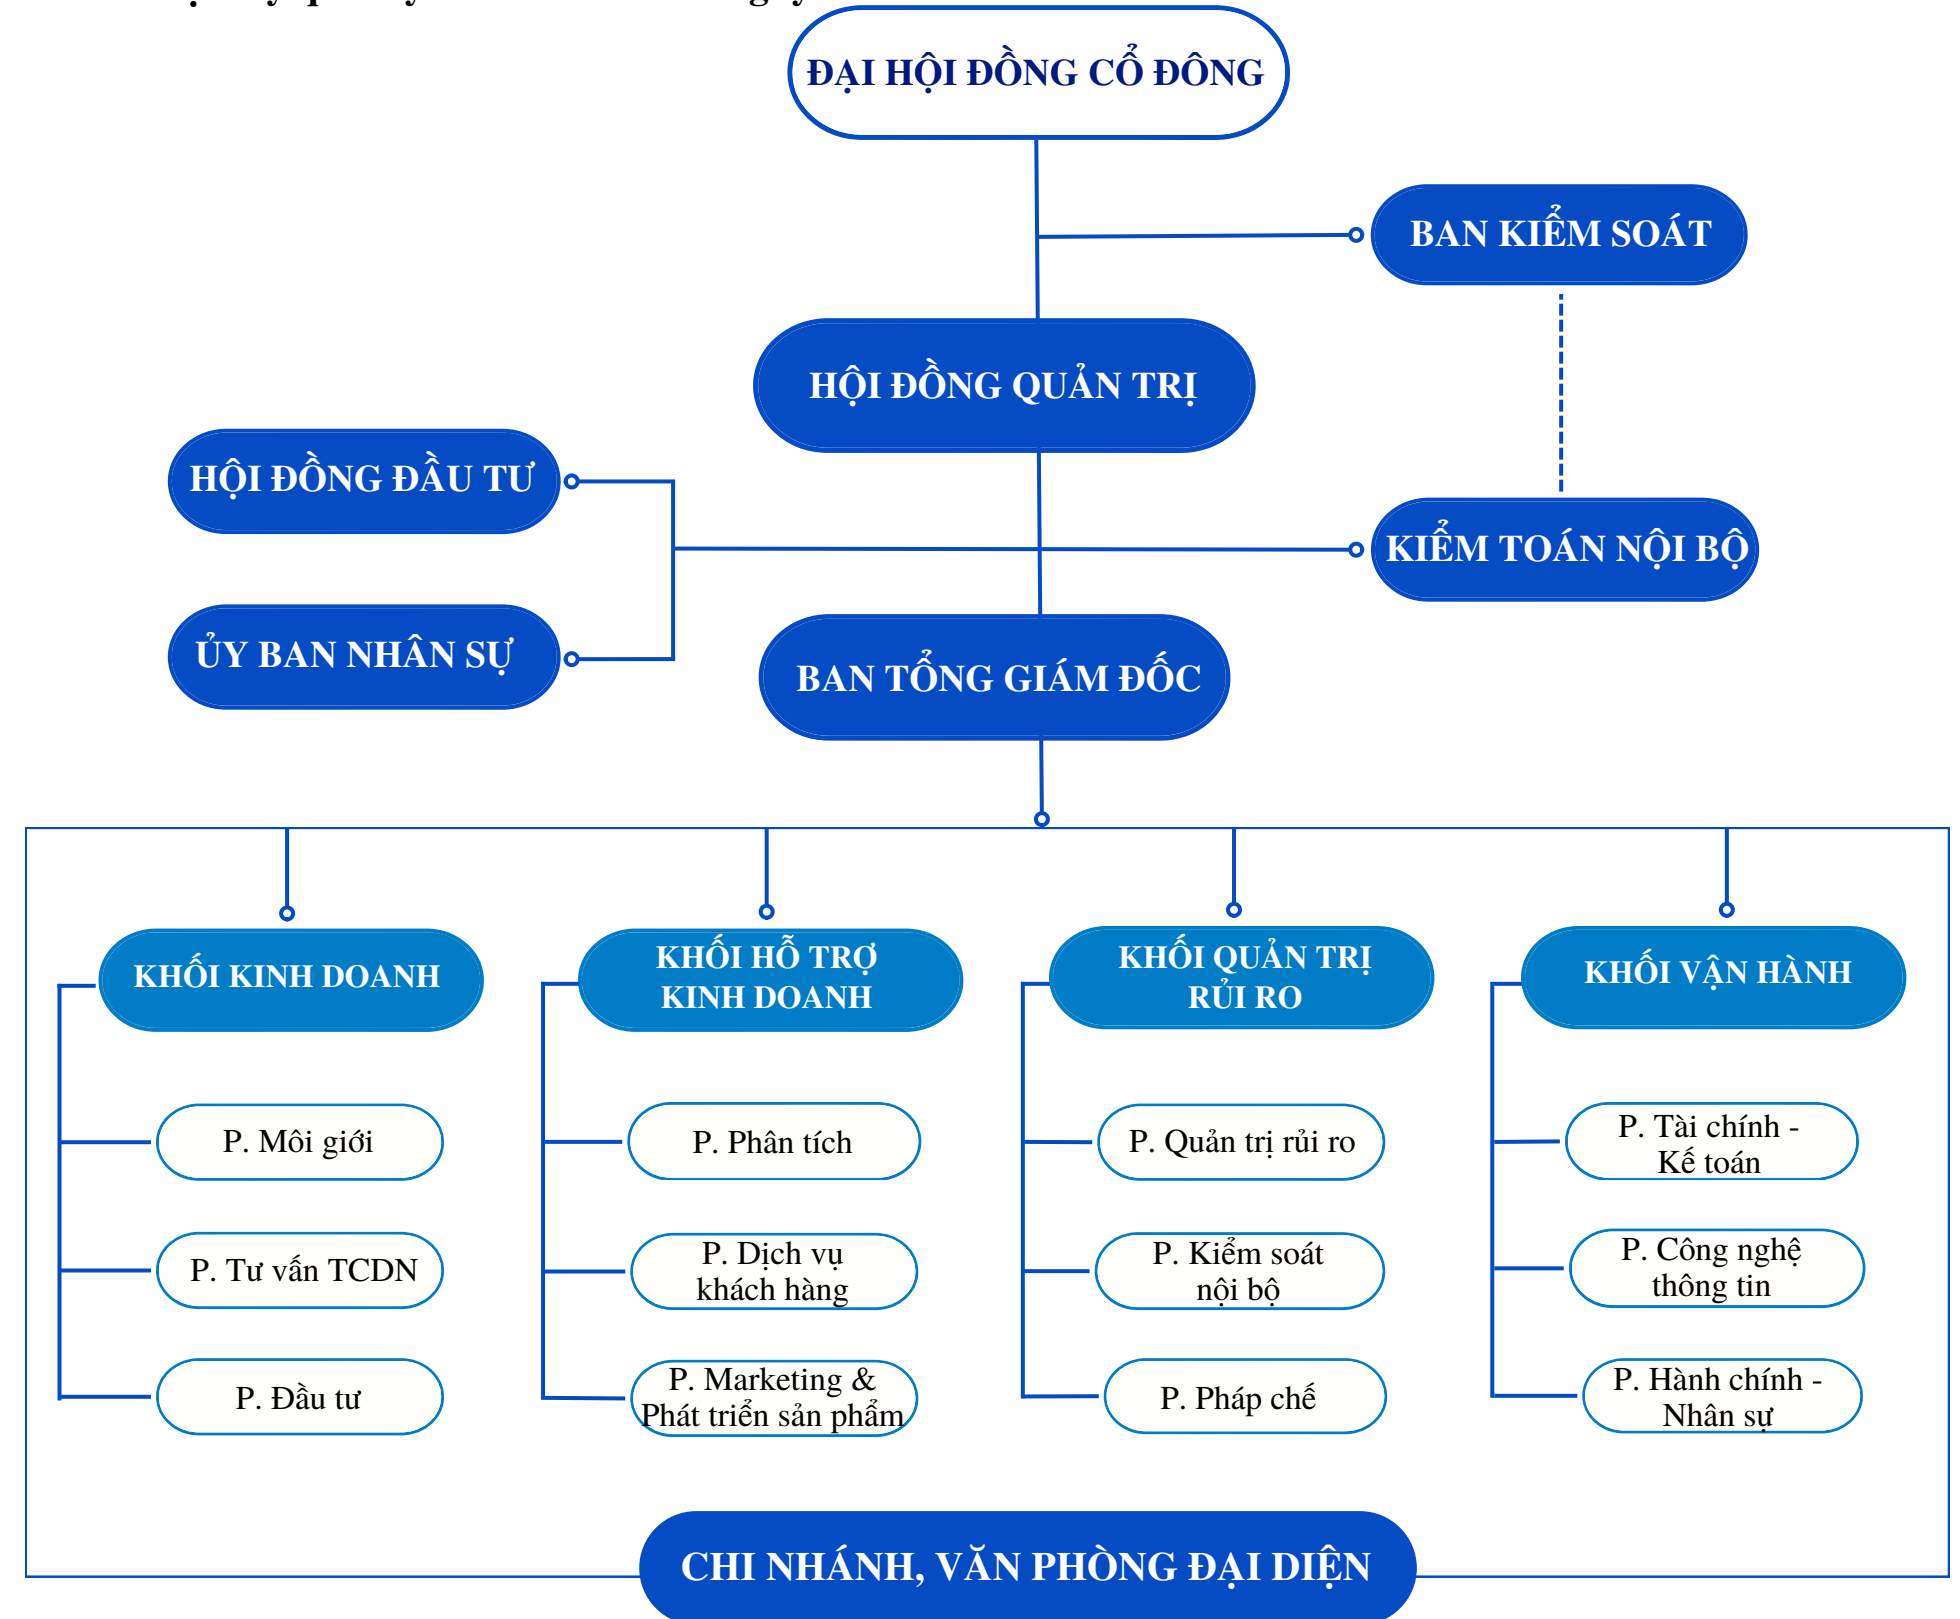 ĐẠI HỘI ĐỒNG CỔ ĐÔNG
BAN KIỂM SOÁT
HỘI ĐỒNG QUẢN TRỊ
HỘI ĐỒNG ĐẦU TƯ
KIỂM TOÁN NỘI BỘ
ỦY BAN NHÂN SỰ
BAN TỔNG GIÁM ĐỐC
KHỐI KINH DOANH
P. Môi giới
P. Tư vấn TCDN
P. Đầu tư
KHỐI HỖ TRỢ
KINH DOANH
P. Phân tích
P. Dịch vụ
khách hàng
P. Marketing &
Phát triển sản phẩm
KHỐI QUẢN TRỊ
RỦI RO
P. Quản trị rủi ro
P. Kiểm soát
nội bộ
P. Pháp chế
KHỐI VẬN HÀNH
P. Tài chính -
Kế toán
P. Công nghệ
thông tin
P. Hành chính -
Nhân sự
CHI NHÁNH, VĂN PHÒNG ĐẠI DIỆN